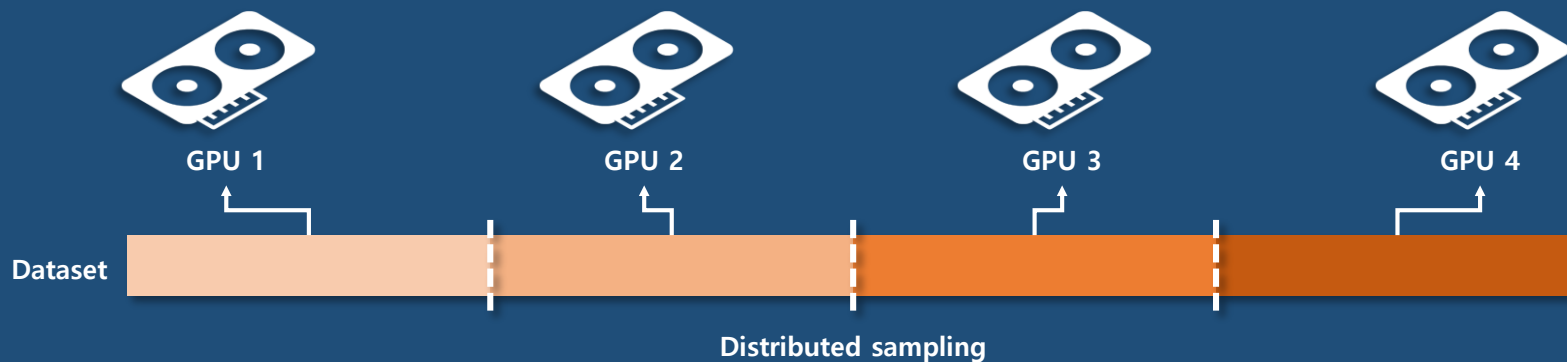 GPU 1
GPU 2
GPU 3
GPU 4
Dataset
Distributed sampling